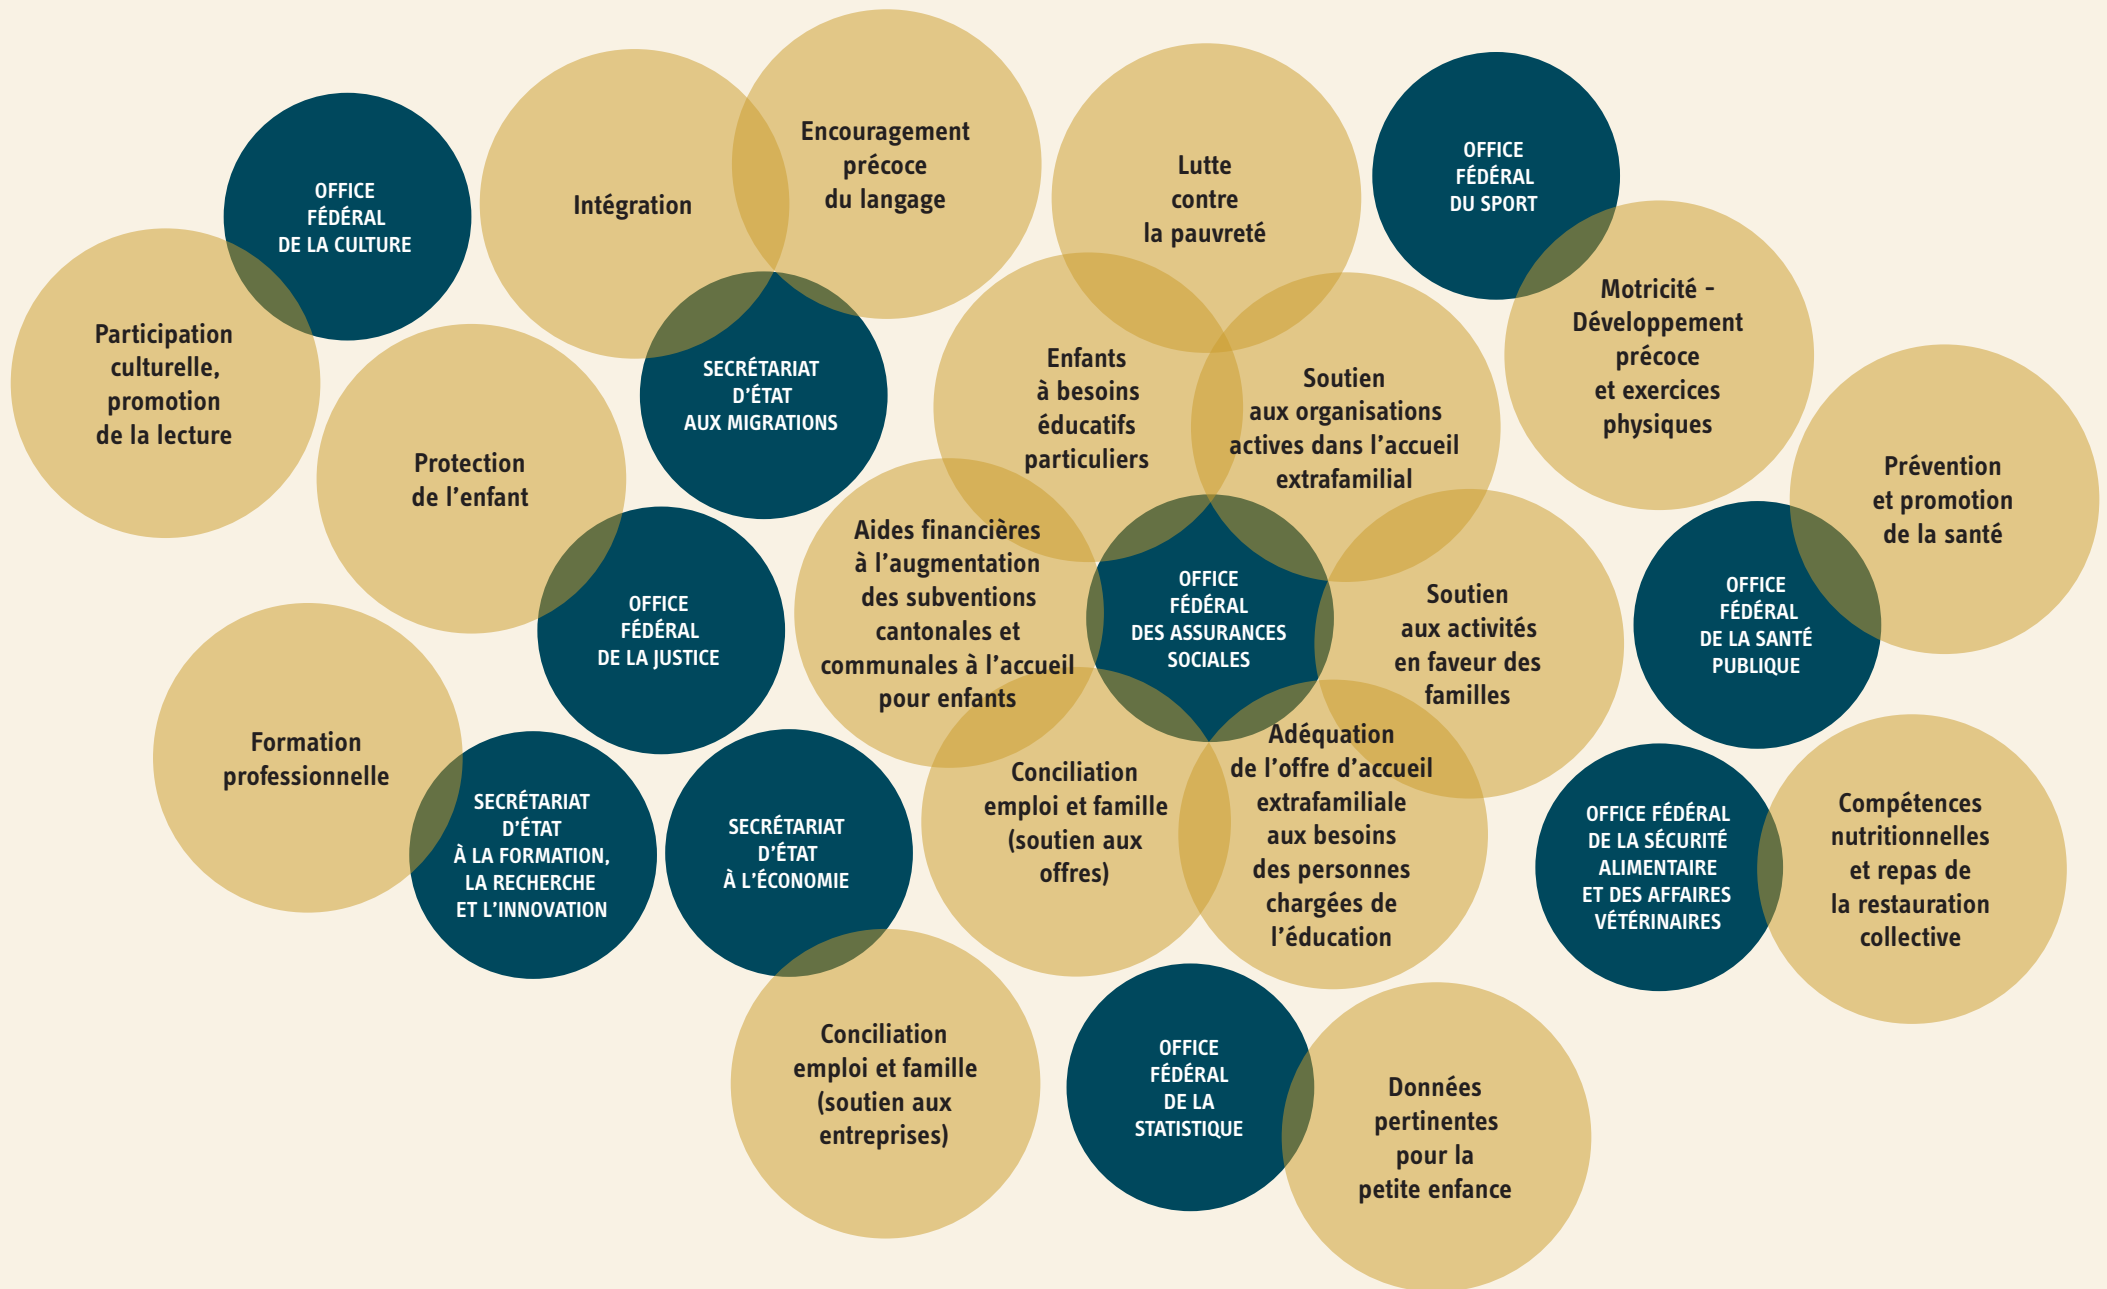 Encouragement
précoce
du langage
Intégration
OFFICE
FÉDÉRAL
DE LA CULTURE
Lutte
contre
la pauvreté
OFFICE
FÉDÉRAL
DU SPORT
Participation
culturelle,
promotion
de la lecture
Protection
de l’enfant
SECRÉTARIAT
D’ÉTAT
AUX MIGRATIONS
Enfants
à besoins
éducatifs
particuliers
Soutien
aux organisations
actives dans l’accueil
extrafamilial
Motricité -
Développement
précoce
et exercices
physiques
Prévention
et promotion
de la santé
Aides financières
à l’augmentation
des subventions
cantonales et
communales à l’accueil
pour enfants
OFFICE
FÉDÉRAL
DE LA JUSTICE
OFFICE
FÉDÉRAL
DES ASSURANCES
SOCIALES
Soutien
aux activités
en faveur des
familles
OFFICE
FÉDÉRAL
DE LA SANTÉ
PUBLIQUE
Formation
professionnelle
SECRÉTARIAT
D’ÉTAT
À LA FORMATION,
LA RECHERCHE
ET L’INNOVATION
SECRÉTARIAT
D’ÉTAT
À L’ÉCONOMIE
Conciliation
emploi et famille
(soutien aux
offres)
Adéquation
de l’offre d’accueil
extrafamiliale
aux besoins
des personnes
chargées de
l’éducation
OFFICE FÉDÉRAL
DE LA SÉCURITÉ
ALIMENTAIRE
ET DES AFFAIRES
VÉTÉRINAIRES
Compétences
nutritionnelles
et repas de
la restauration
collective
Conciliation
emploi et famille
(soutien aux
entreprises)
OFFICE
FÉDÉRAL
DE LA
STATISTIQUE
Données
pertinentes
pour la
petite enfance